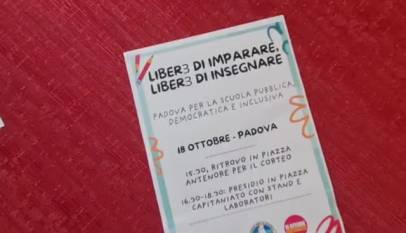 LIBER3 DI IMPARARE,
LIBER3 DI INSEGNARE
PADOVA PER LA SCUOLA PUBBLICA
DEMOCRATICA E INCLUSIVA
18 OTTOBRE - PADOVA
15.30, RITROVO IN PIAZZA
ANTENORE PER IL CORTEO
16.30-18.30: PRESIDIO IN PIAZZA
CAPITANIATO CON STAND E
LABORATORI